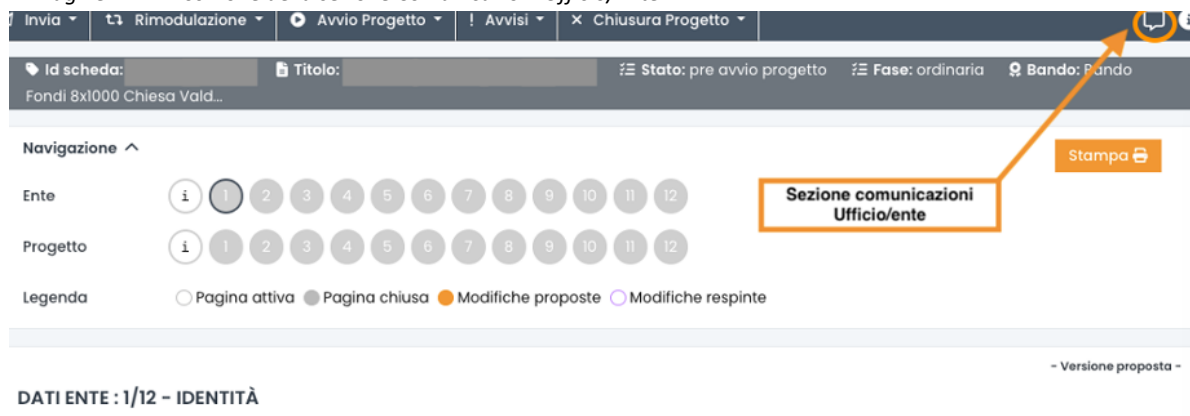 Invia Rimodulazione Avvio Progetto ! Avvisi × Chiusura Progetto
Id scheda: Titolo: Stato: pre avvio progetto Fase: ordinaria Bando: Bando
Fondi 8x1000 Chiesa Vald...
Navigazione
Stampa
Ente i 1 2 3 4 5 6 7 8 9 10 11 12
Sezione comunicazioni
Ufficio/ente
Progetto i 1 2 3 4 5 6 7 8 9 10 11 12
Legenda Pagina attiva Pagina chiusa Modifiche proposte Modifiche respinte
- Versione proposta -
DATI ENTE : 1/12 - IDENTITÀ